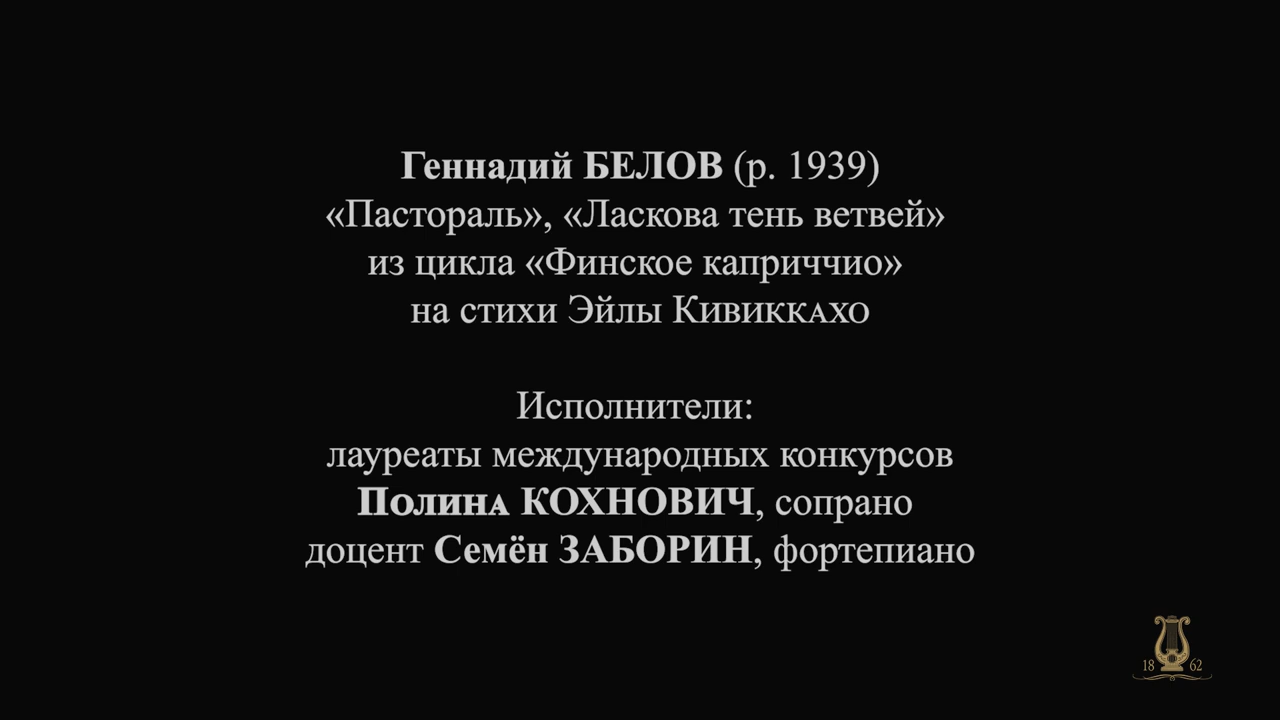 Геннадий БЕЛОВ (р. 1939)
«Пастораль», «Ласкова тень ветвей»
из цикла «Финское каприччио»
на стихи Эйлы Кивиккахо
Исполнители:
лауреаты международных конкурсов
Полина КОХНОВИЧ, сопрано
доцент Семён ЗАБОРИН, фортепиано
18 62